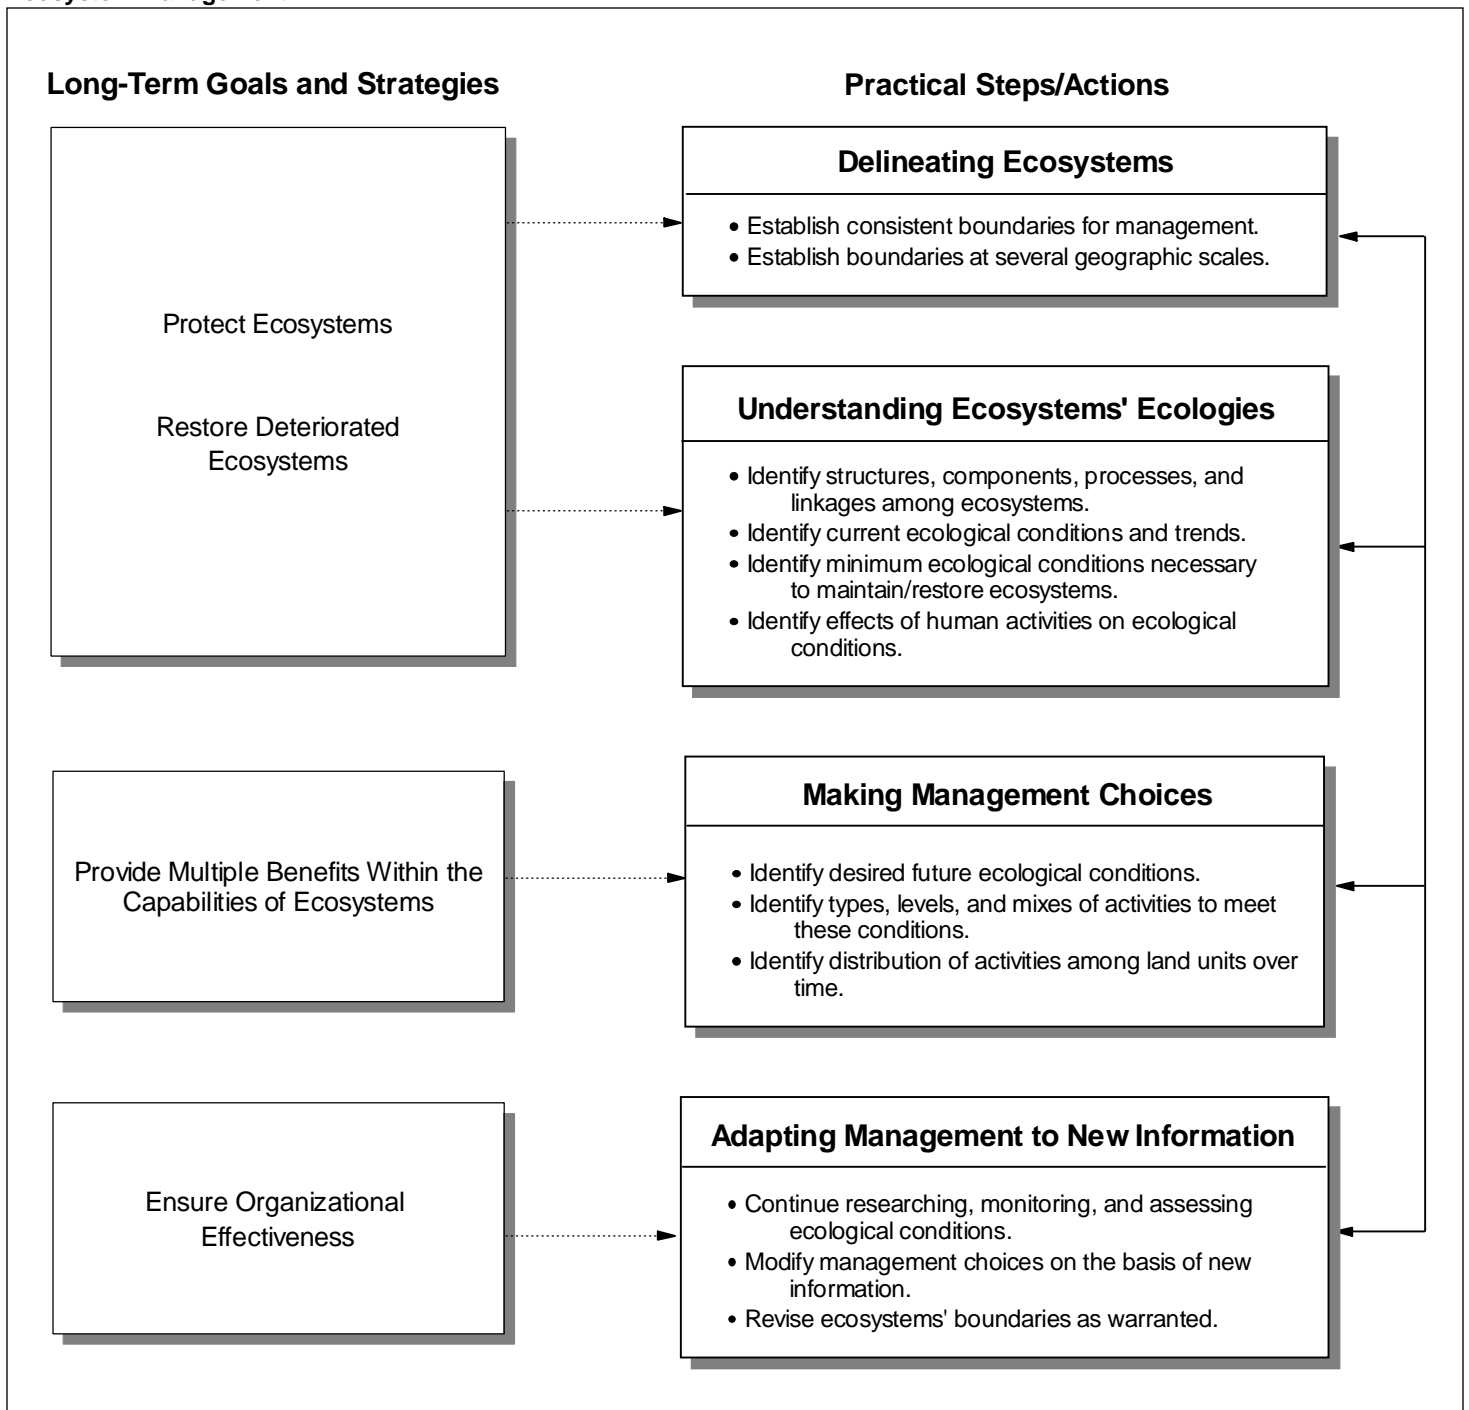 Long-Term Goals and Strategies
Practical Steps/Actions
Protect Ecosystems
Restore Deteriorated
Ecosystems
Delineating Ecosystems
• Establish consistent boundaries for management.
• Establish boundaries at several geographic scales.
Understanding Ecosystems' Ecologies
• Identify structures, components, processes, and
linkages among ecosystems.
• Identify current ecological conditions and trends.
• Identify minimum ecological conditions necessary
to maintain/restore ecosystems.
• Identify effects of human activities on ecological
conditions.
Provide Multiple Benefits Within the
Capabilities of Ecosystems
Making Management Choices
• Identify desired future ecological conditions.
• Identify types, levels, and mixes of activities to meet
these conditions.
• Identify distribution of activities among land units over
time.
Ensure Organizational
Effectiveness
Adapting Management to New Information
• Continue researching, monitoring, and assessing
ecological conditions.
• Modify management choices on the basis of new
information.
• Revise ecosystems' boundaries as warranted.